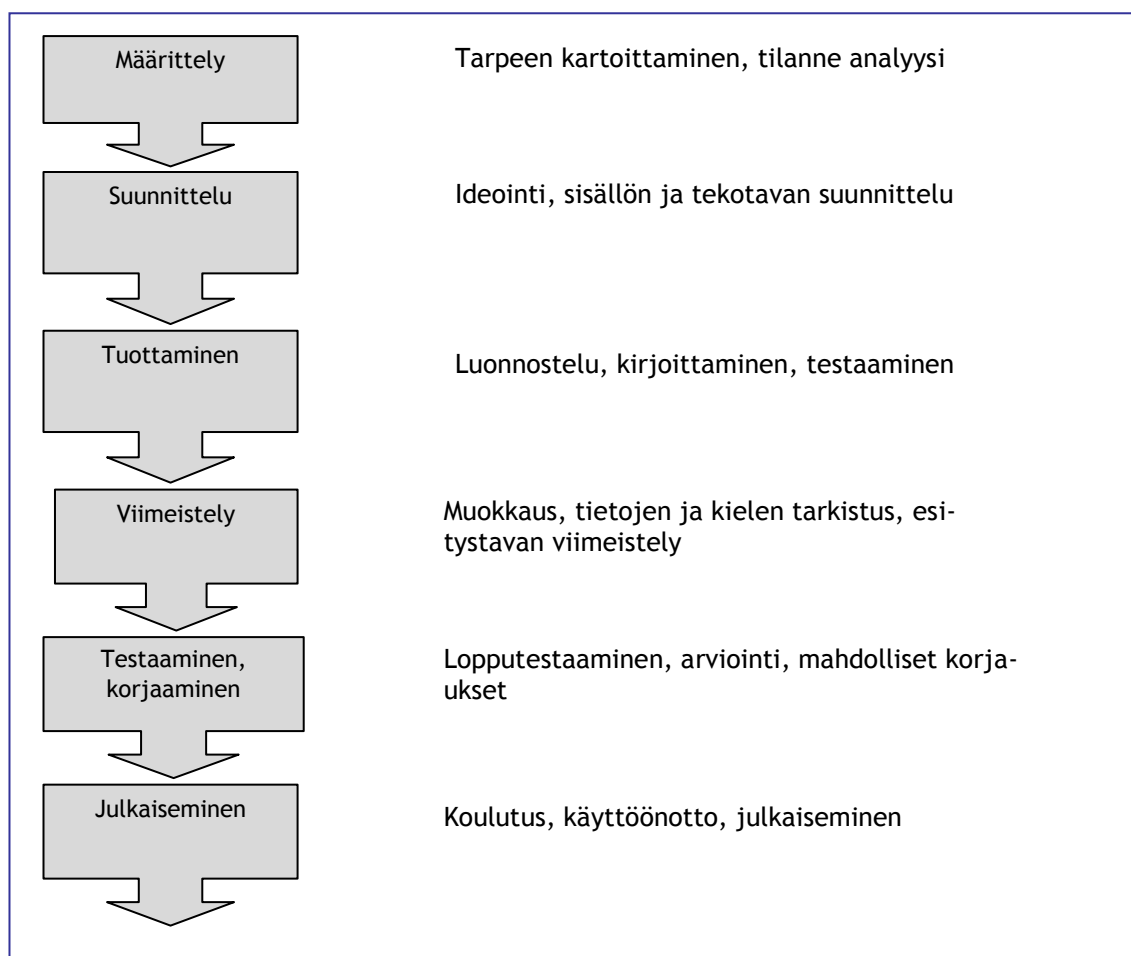 Määrittely
Tarpeen kartoittaminen, tilanne analyysi
Suunnittelu
Ideointi, sisällön ja tekotavan suunnittelu
Tuottaminen
Luonnostelu, kirjoittaminen, testaaminen
Viimeistely
Muokkaus, tietojen ja kielen tarkistus, esi-
tystavan viimeistely
Testaaminen,
korjaaminen
Lopputestaaminen, arviointi, mahdolliset korja-
ukset
Julkaiseminen
Koulutus, käyttöönotto, julkaiseminen